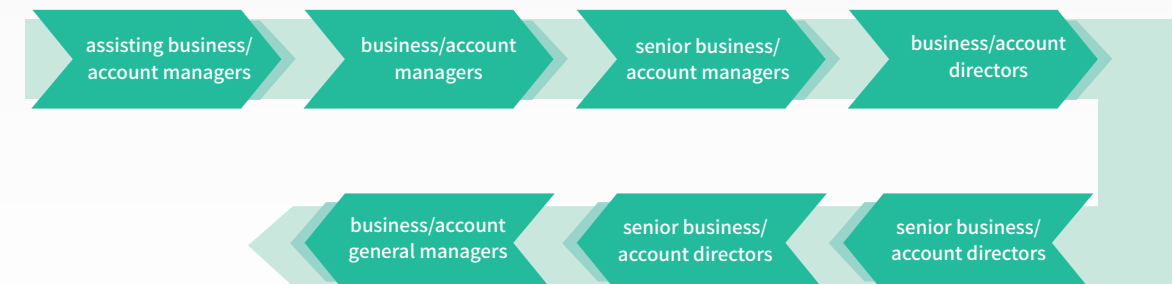 assisting business/
account managers
business/account
managers
senior business/
account managers
business/account
directors
senior business/
account directors
senior business/
account directors
business/account
general managers